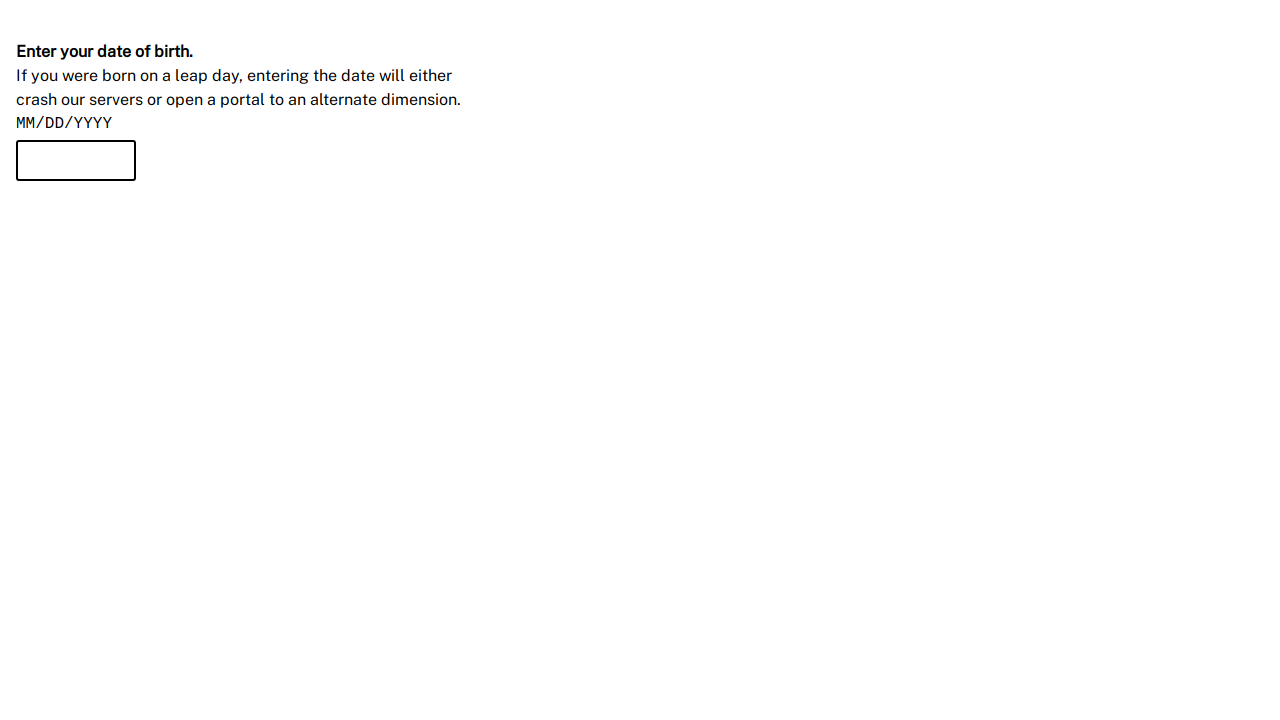 Enter your date of birth.
If you were born on a leap day, entering the date will either
crash our servers or open a portal to an alternate dimension.
MM/DD/YYYY